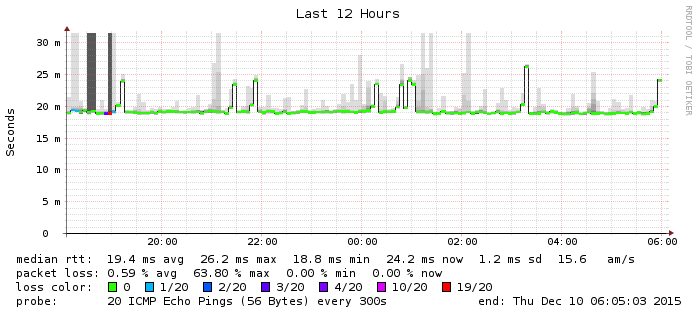 Last 12 Hours
RRDTOOL / TOBI OETIKER
Seconds
30 m
25 m
20 m
15 m
10 m
5 m
0
20:00 22:00 00:00 02:00 04:00 06:00
median rtt: 19.4 ms avg 26.2 ms max 18.8 ms min 24.2 ms now 1.2 ms sd 15.6 am/s
packet loss: 0.59 % avg 63.80 % max 0.00 % min 0.00 % now
loss color: 0 1/20 2/20 3/20 4/20 10/20 19/20
probe: 20 ICMP Echo Pings (56 Bytes) every 300s end: Thu Dec 10 06:05:03 2015